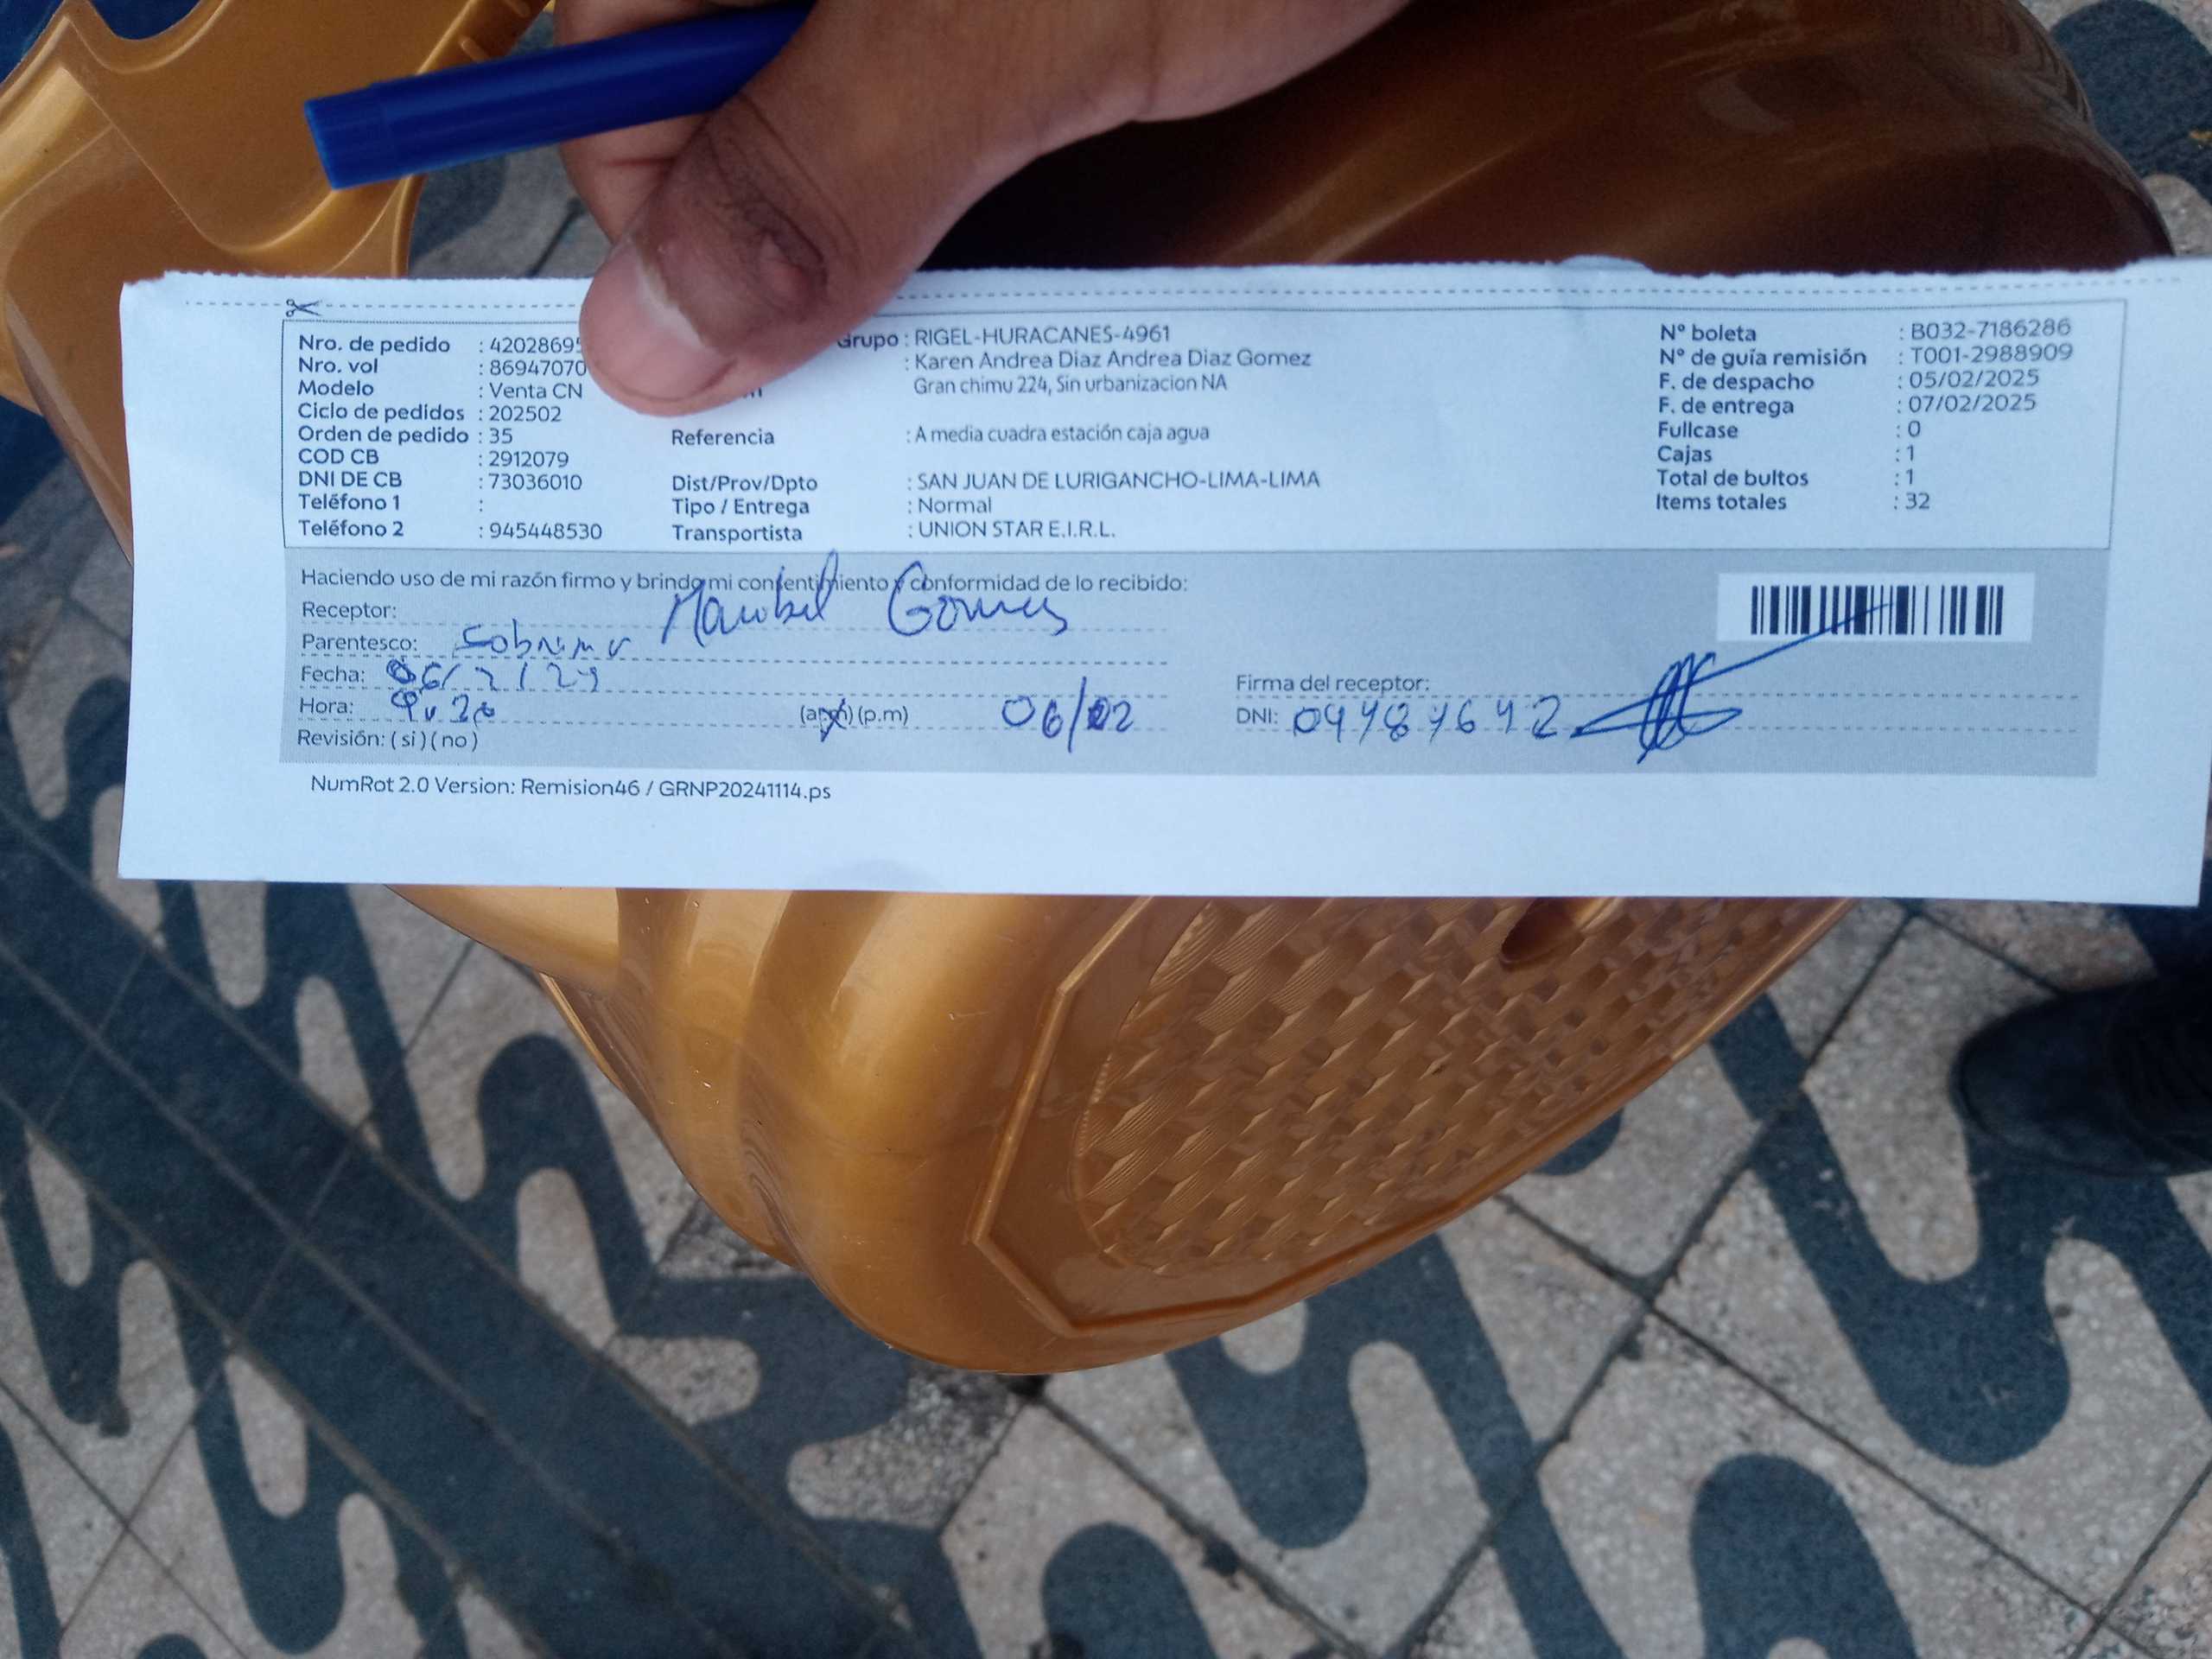 Nro. de pedido : 42028695
Nro. vol : 86947070
Modelo : Venta CN
Ciclo de pedidos : 202502
Orden de pedido : 35
COD CB : 2912079
DNI DE CB : 73036010
Teléfono 1 :
Teléfono 2 : 945448530
Grupo : RIGEL-HURACANES-4961
: Karen Andrea Diaz Andrea Diaz Gomez
Gran chimu 224, Sin urbanizacion NA
Referencia : A media cuadra estación caja agua
Dist/Prov/Dpto : SAN JUAN DE LURIGANCHO-LIMA-LIMA
Tipo / Entrega : Normal
Transportista : UNION STAR E.I.R.L.
N° boleta : B032-7186286
N° de guía remisión : T001-2988909
F. de despacho : 05/02/2025
F. de entrega : 07/02/2025
Fullcase : 0
Cajas : 1
Total de bultos : 1
Items totales : 32
Haciendo uso de mi razón firmo y brindo mi consentimiento y conformidad de lo recibido:
Receptor: Maribel Gomes
Parentesco:
Fecha:
Hora: (a.m) (p.m) 06/02
Revisión: ( si ) ( no )
Firma del receptor:
DNI:
NumRot 2.0 Version: Remision46 / GRNP20241114.ps